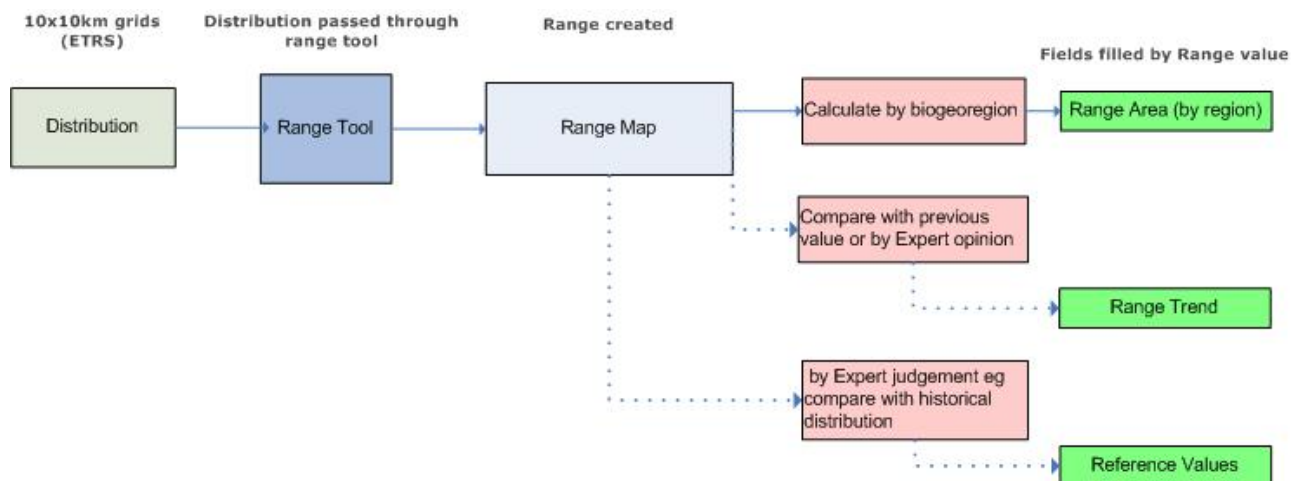 10x10km grids
(ETRS)
Distribution passed through
range tool
Range created
Fields filled by Range value
Distribution
Range Tool
Range Map
Calculate by biogeoregion
Range Area (by region)
Compare with previous
value or by Expert opinion
Range Trend
by Expert judgement eg
compare with historical
distribution
Reference Values